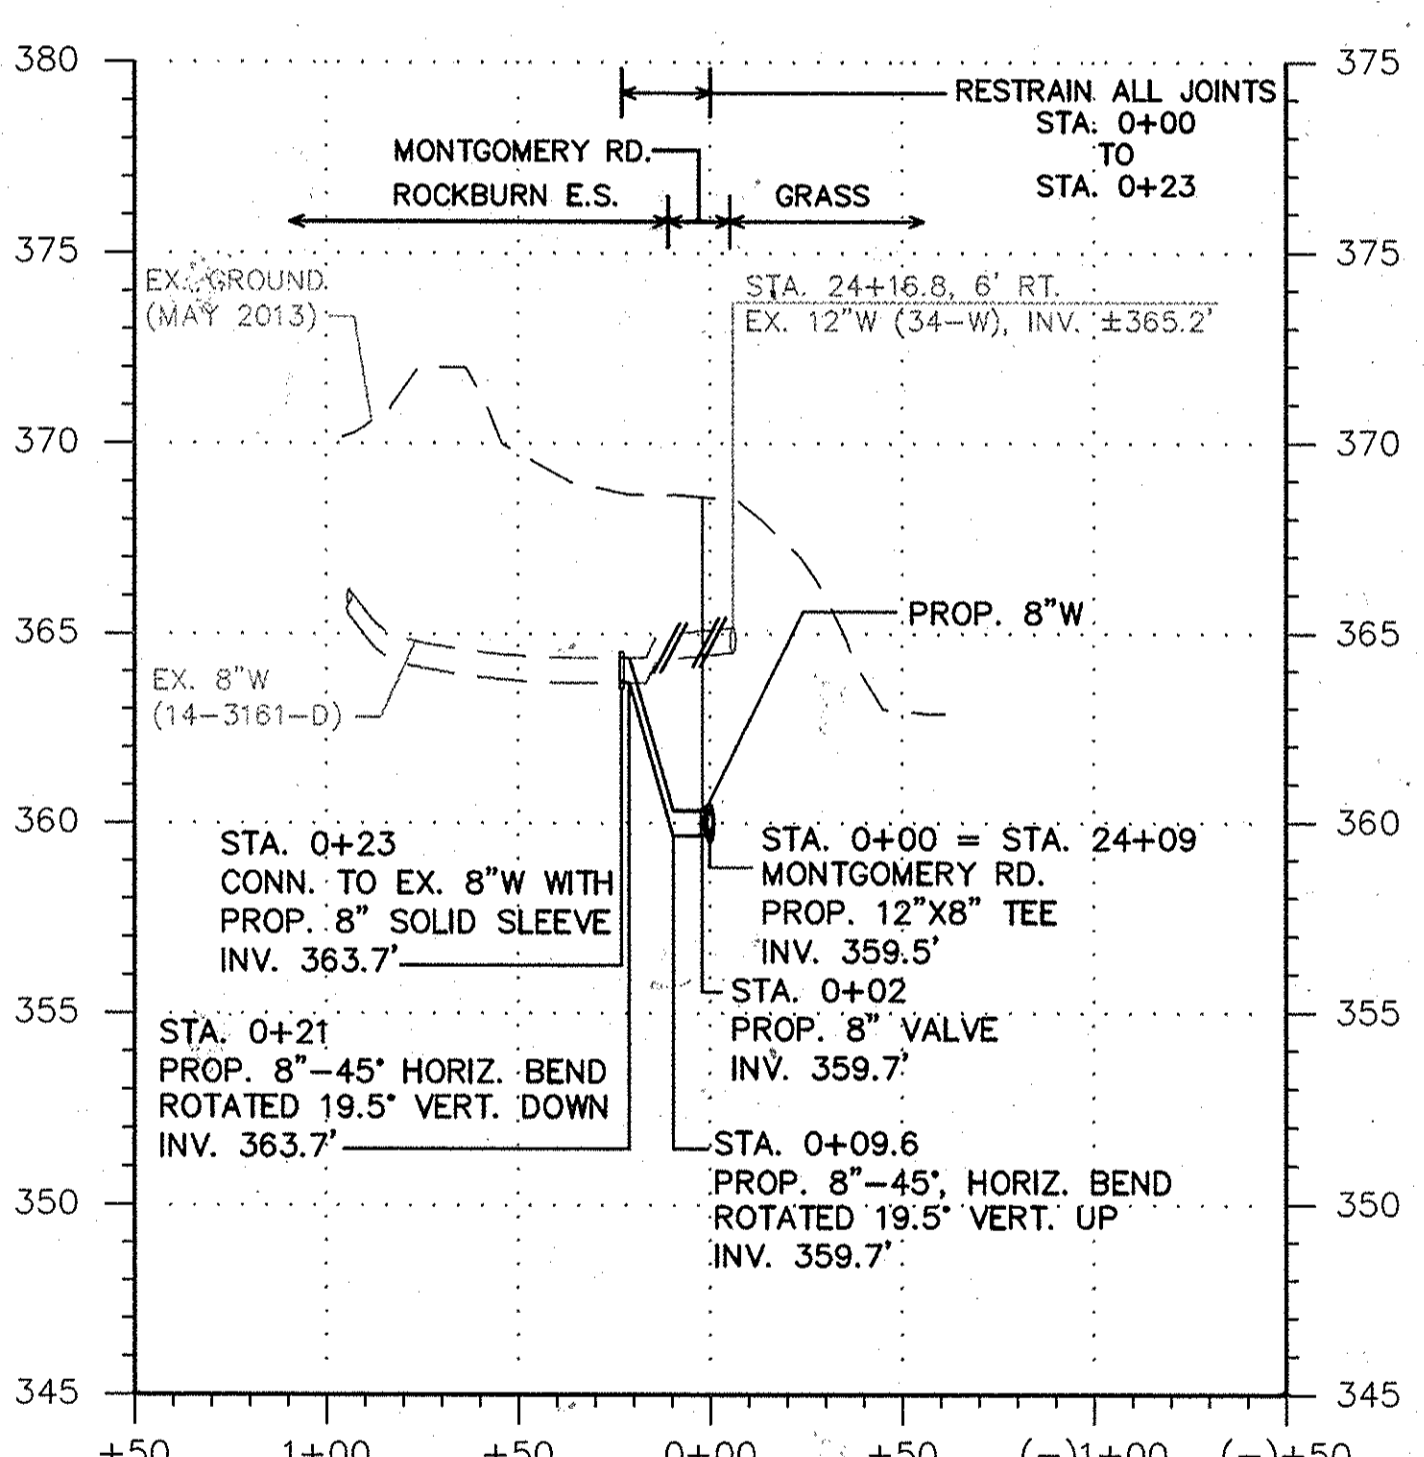 380
375
RESTRAIN ALL JOINTS
STA. 0+00
TO
STA. 0+23
MONTGOMERY RD.
ROCKBURN E.S.
GRASS
375
375
EX. GROUND
(MAY 2013)
STA. 24+16.8, 6' RT.
EX. 12"W (34-W), INV. ±365.2'
370
370
365
365
PROP. 8"W
EX. 8"W
(14-3161-D)
360
360
STA. 0+23
CONN. TO EX. 8"W WITH
PROP. 8" SOLID SLEEVE
INV. 363.7'
STA. 0+00 = STA. 24+09
MONTGOMERY RD.
PROP. 12"X8" TEE
INV. 359.5'
STA. 0+02
PROP. 8" VALVE
INV. 359.7'
355
355
STA. 0+21
PROP. 8"-45° HORIZ. BEND
ROTATED 19.5° VERT. DOWN
INV. 363.7'
STA. 0+09.6
PROP. 8"-45°, HORIZ. BEND
ROTATED 19.5° VERT. UP
INV. 359.7'
350
350
345
345
+50 1+00 +50 0+00 +50 (-)1+00 (-)+50